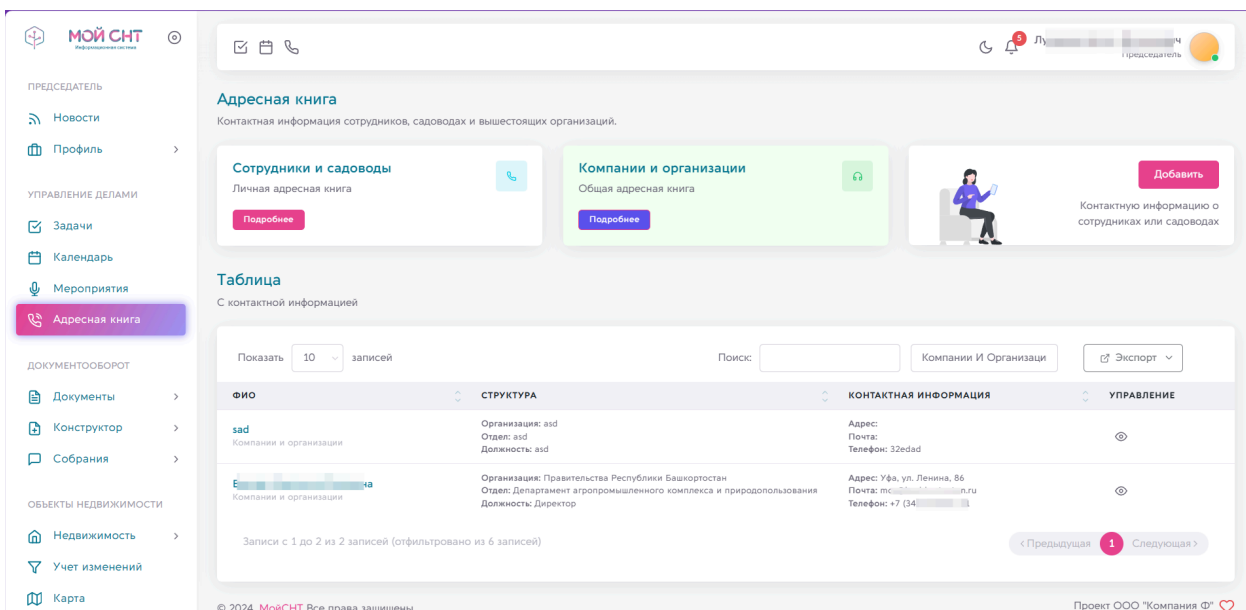 МОЙ СНТ
Информационная система
ПРЕДСЕДАТЕЛЬ
Новости
Профиль
УПРАВЛЕНИЕ ДЕЛАМИ
Задачи
Календарь
Мероприятия
Адресная книга
ДОКУМЕНТООБОРОТ
Документы
Конструктор
Собрания
ОБЪЕКТЫ НЕДВИЖИМОСТИ
Недвижимость
Учет изменений
Карта
5
Председатель
Адресная книга
Контактная информация сотрудников, садоводах и вышестоящих организаций.
Сотрудники и садоводы
Личная адресная книга
Подробнее
Компании и организации
Общая адресная книга
Подробнее
Добавить
Контактную информацию о
сотрудниках или садоводах
Таблица
С контактной информацией
Показать 10 записей
Поиск:
Компании И Организаци
Экспорт
ФИО СТРУКТУРА КОНТАКТНАЯ ИНФОРМАЦИЯ УПРАВЛЕНИЕ
sad
Компании и организации
Организация: asd
Отдел: asd
Должность: asd
Адрес:
Почта:
Телефон: 32edad
Компании и организации
Организация: Правительства Республики Башкортостан
Отдел: Департамент агропромышленного комплекса и природопользования
Должность: Директор
Адрес: Уфа, ул. Ленина, 86
Почта:
Телефон: +7 (34
Записи с 1 до 2 из 2 записей (отфильтровано из 6 записей)
‹ Предыдущая 1 Следующая ›
© 2024, МойСНТ Все права защищены
Проект ООО "Компания Ф"